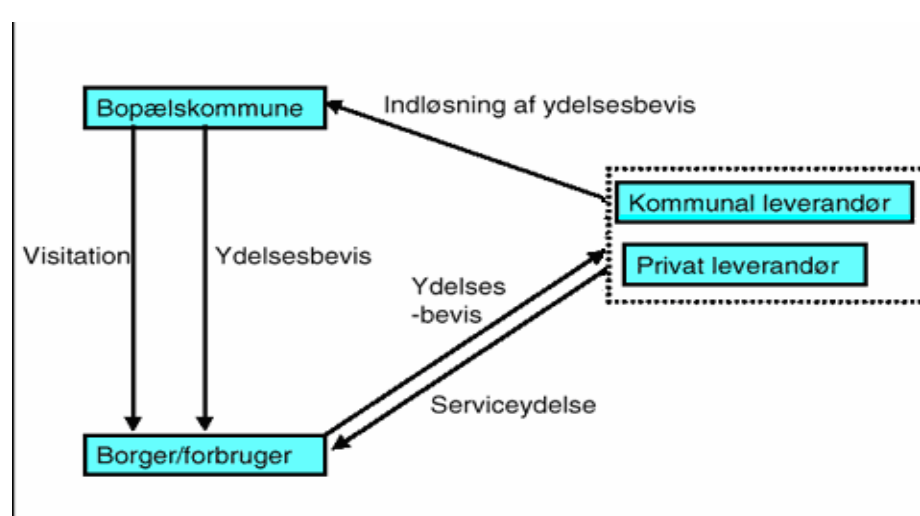 Bopælskommune
Indløsning af ydelsesbevis
Kommunal leverandør
Privat leverandør
Visitation
Ydelsesbevis
Ydelses
-bevis
Serviceydelse
Borger/forbruger